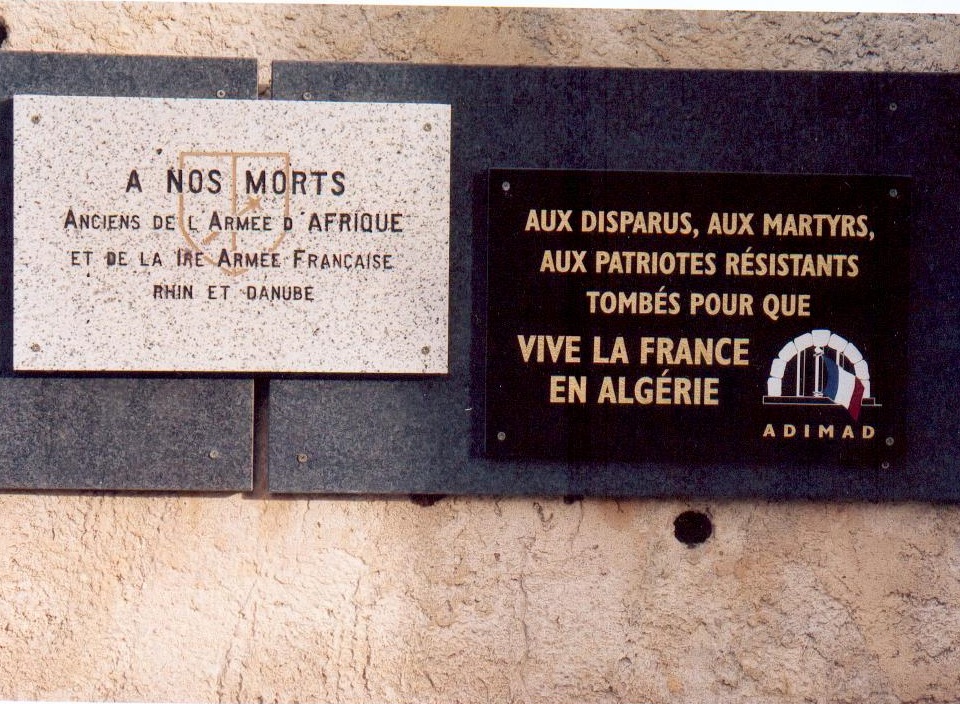 A NOS MORTS
ANCIENS DE L'ARMEE D'AFRIQUE
ET DE LA IRE ARMEE FRANÇAISE
RHIN ET DANUBE
AUX DISPARUS, AUX MARTYRS,
AUX PATRIOTES RÉSISTANTS
TOMBÉS POUR QUE
VIVE LA FRANCE
EN ALGÉRIE
ADIMAD